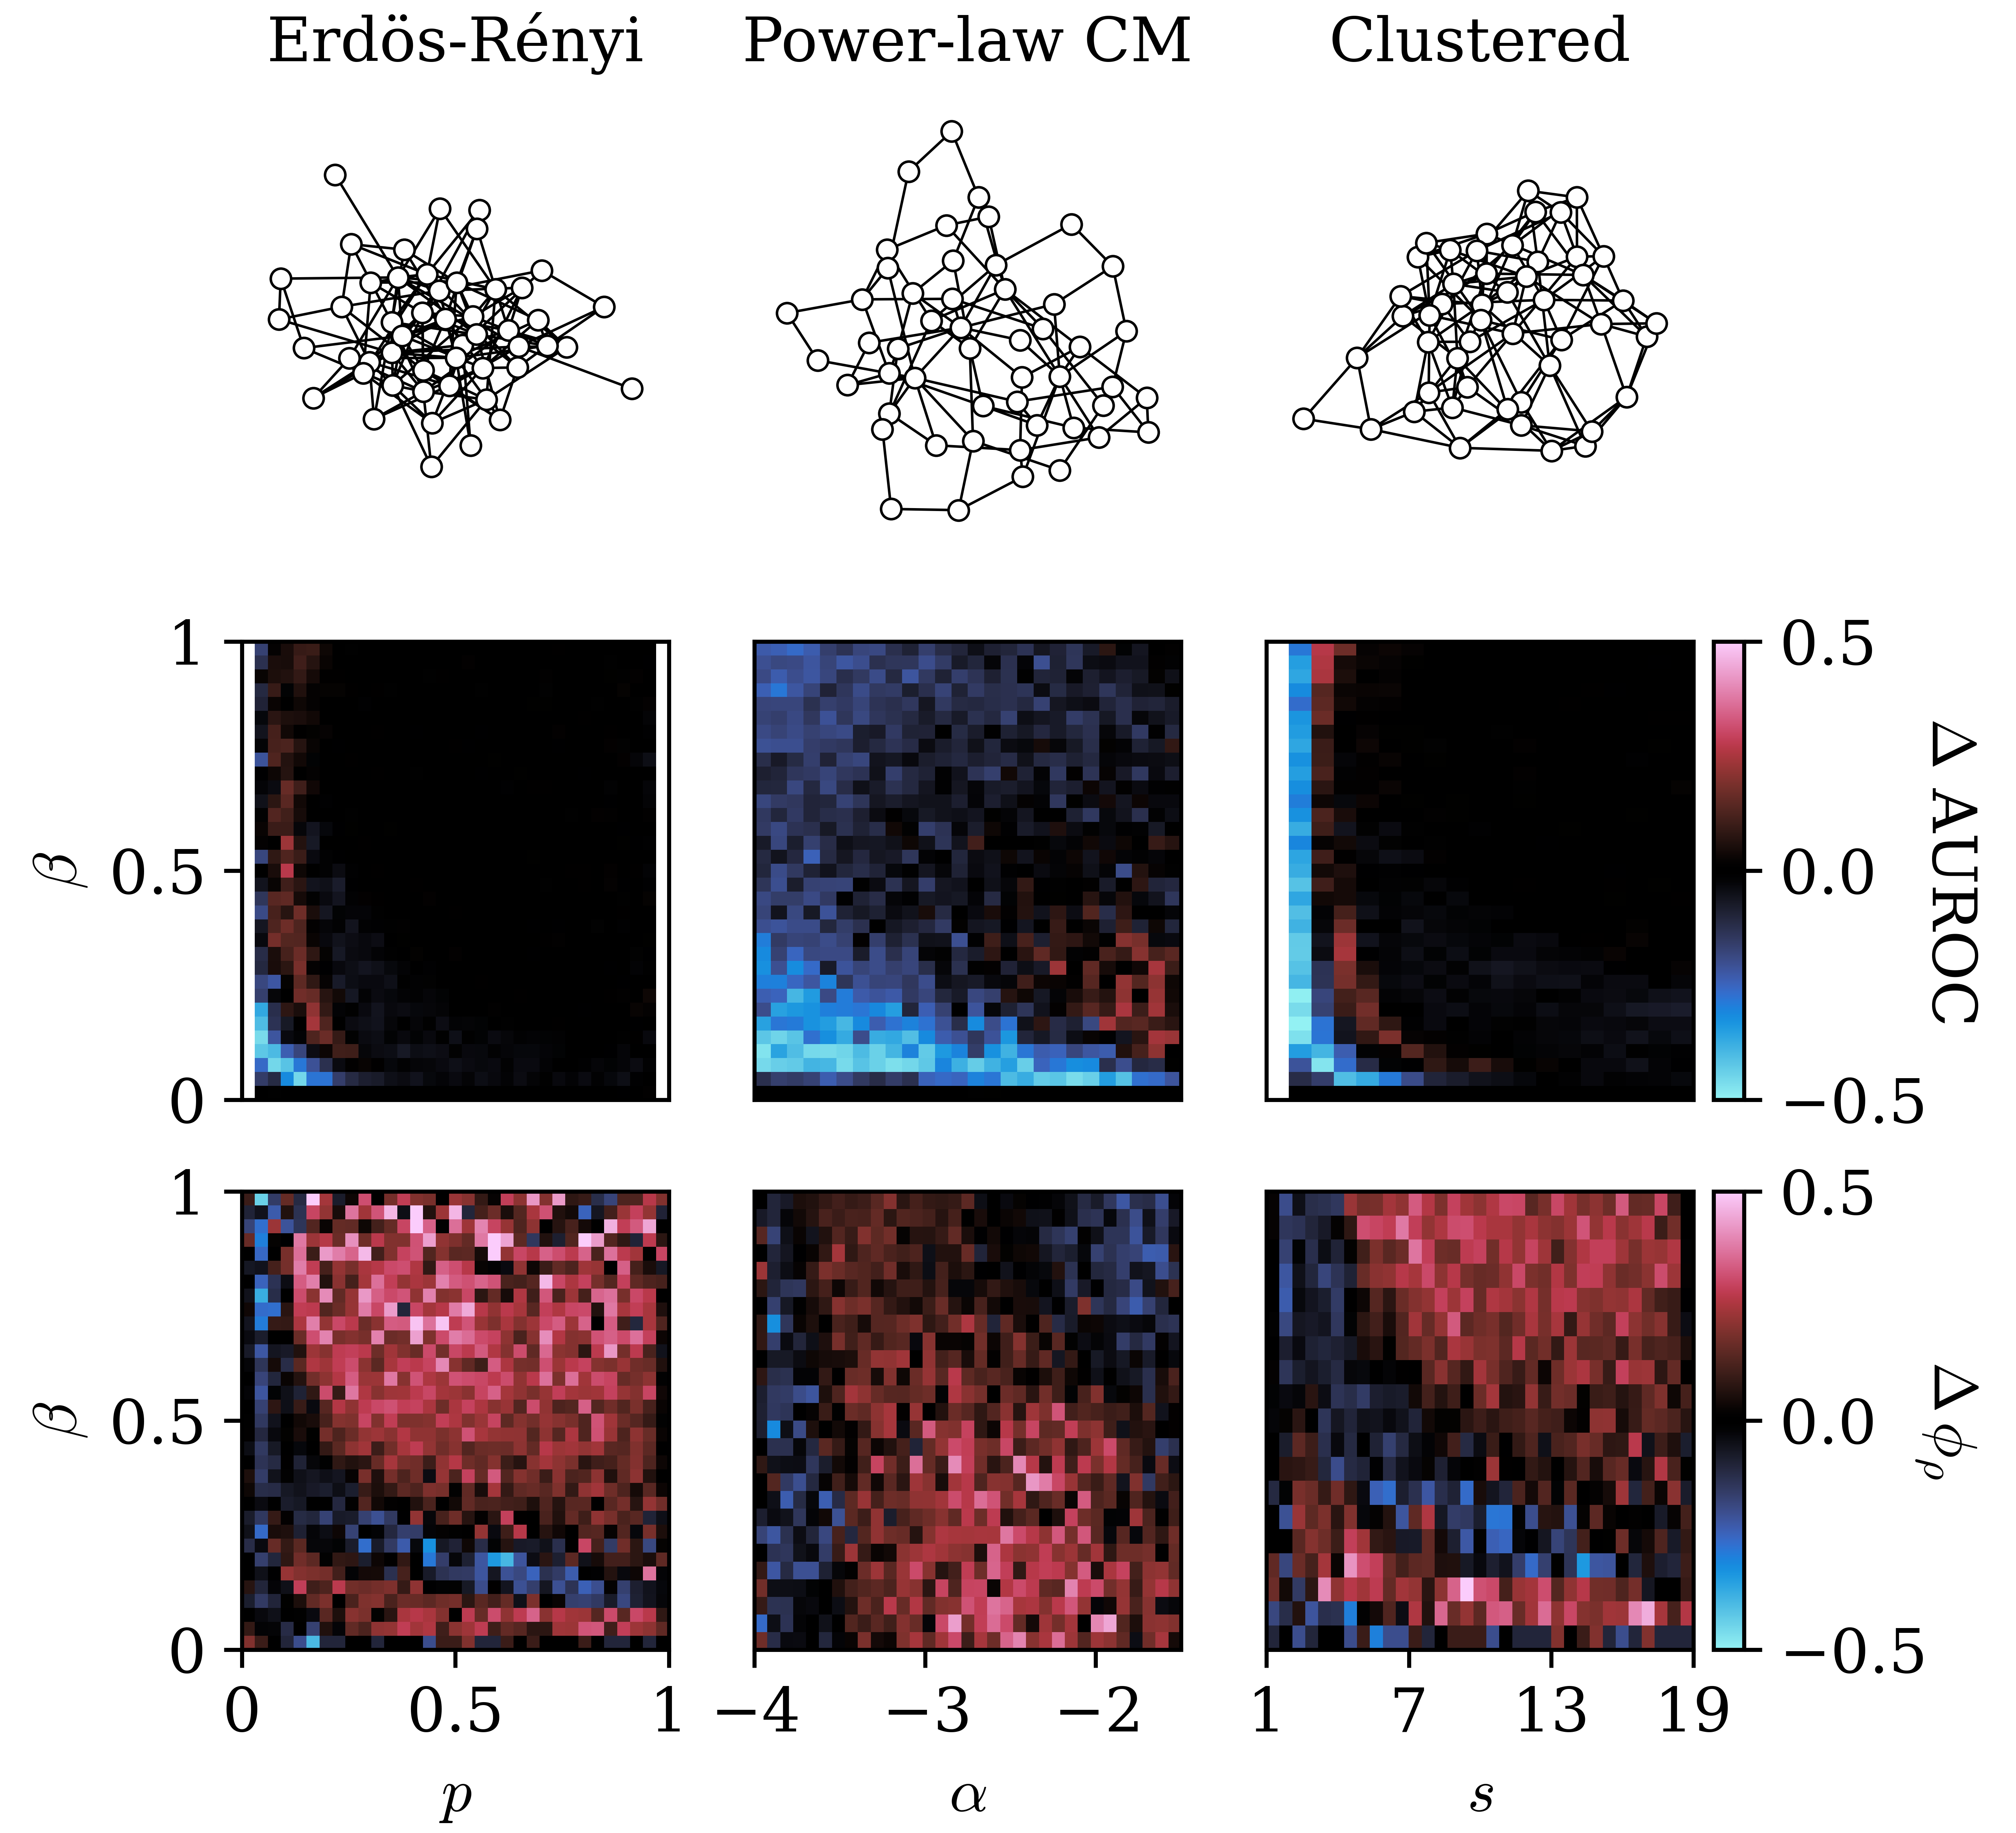 Erdös-Rényi Power-law CM Clustered
β 1 0.5 0
0.5 0.0 −0.5 Δ AUROC
β 1 0.5 0
0.5 0.0 −0.5 Δ ϕρ
0 0.5 1 −4 −3 −2 1 7 13 19
p α s